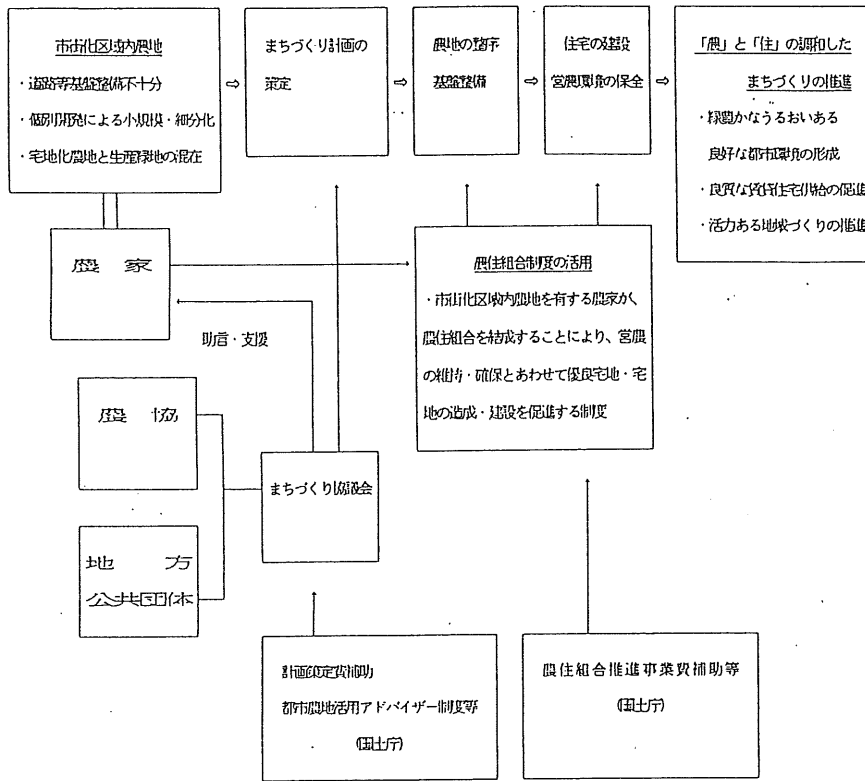 市街化区域内農地
・道路等基盤整備不十分
・個別開発による小規模・細分化
・宅地化農地と生産緑地の混在
⇨
まちづくり計画の
策定
⇨
農地の整序
基盤整備
⇨
住宅の建設
営農環境の保全
⇨
「農」と「住」の調和した
まちづくりの推進
・緑豊かなうるおいある
良好な都市環境の形成
・良質な賃貸住宅供給の促進
・活力ある地域づくりの推進
農 家
助言・支援
農住組合制度の活用
・市街化区域内農地を有する農家が、
農住組合を結成することにより、営農
の維持・確保とあわせて優良宅地・宅
地の造成・建設を促進する制度
農 協
まちづくり協議会
地 方
公共団体
計画策定費補助
都市農地活用アドバイザー制度等
(国土庁)
農住組合推進事業費補助等
(国土庁)